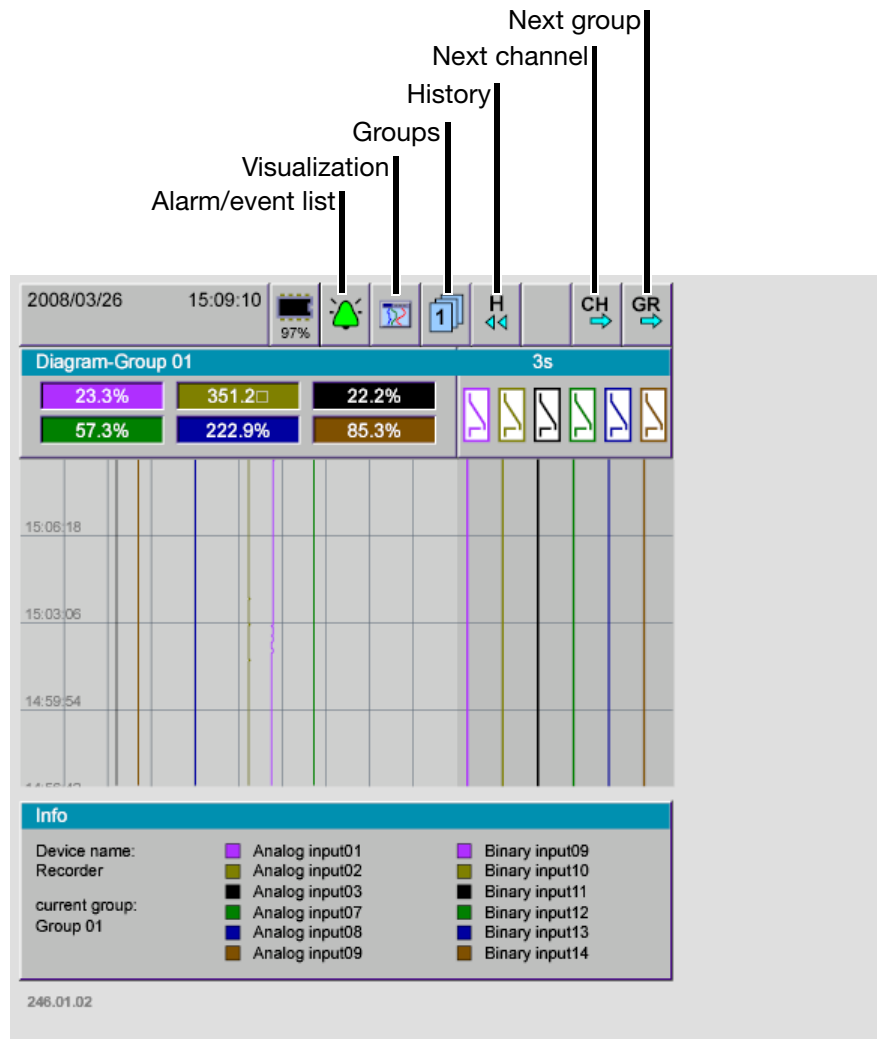 Next group
Next channel
History
Groups
Visualization
Alarm/event list
2008/03/26 15:09:10 97% 1 H CH GR
Diagram-Group 01 3s
23.3% 351.2□ 22.2%
57.3% 222.9% 85.3%
15:06:18
15:03:06
14:59:54
Info
Device name:
Recorder
current group:
Group 01
Analog input01
Analog input02
Analog input03
Analog input07
Analog input08
Analog input09
Binary input09
Binary input10
Binary input11
Binary input12
Binary input13
Binary input14
246.01.02